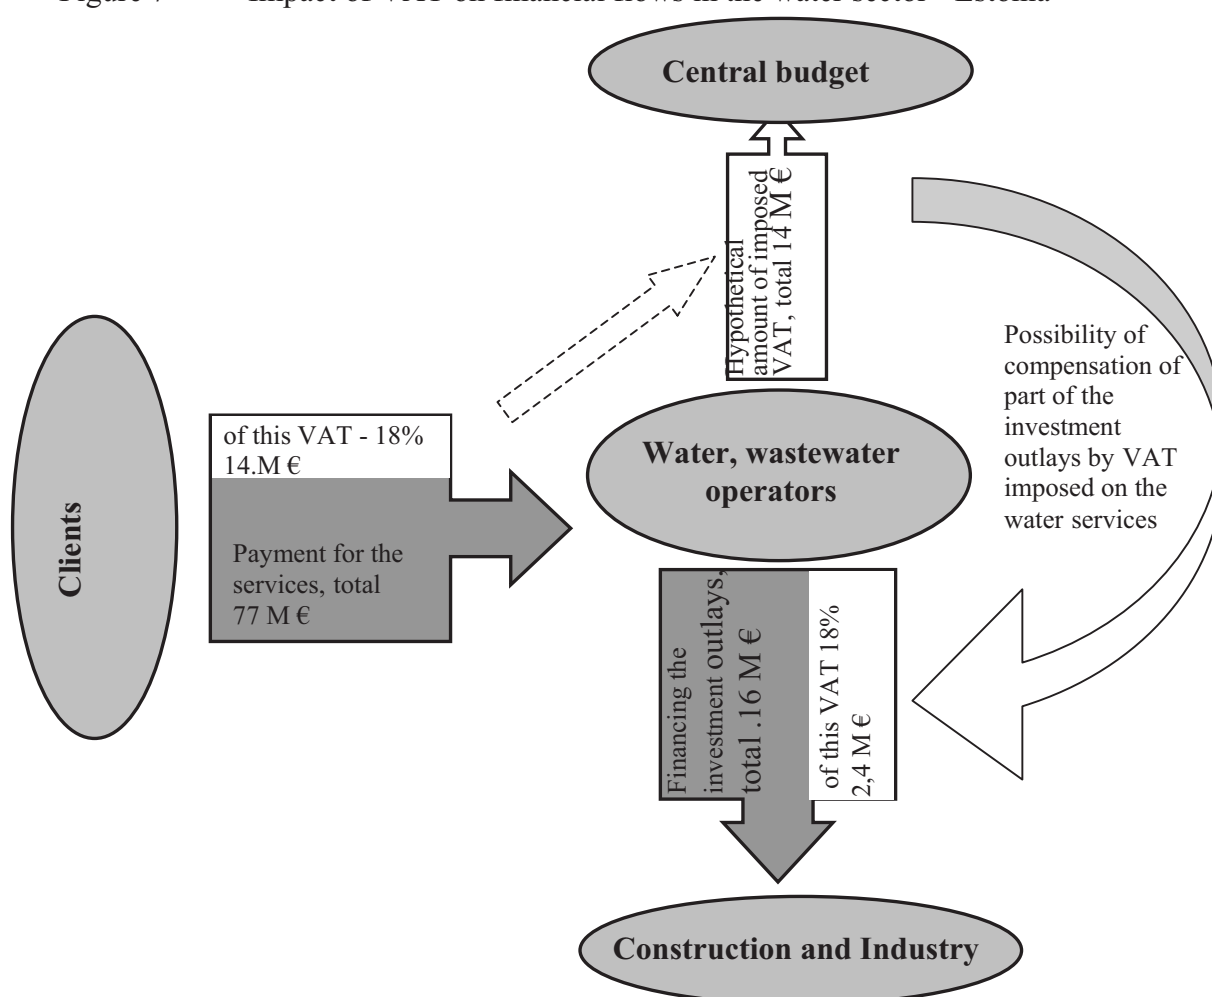 Impact of VAT on financial flows in the water sector - Estonia
Central budget
Hypothetical
amount of imposed
VAT, total 14 M €
Possibility of
compensation of
part of the
investment
outlays by VAT
imposed on the
water services
Clients
of this VAT - 18%
14.M €
Payment for the
services, total
77 M €
Water, wastewater
operators
Financing the
investment outlays,
total .16 M €
of this VAT 18%
2,4 M €
Construction and Industry